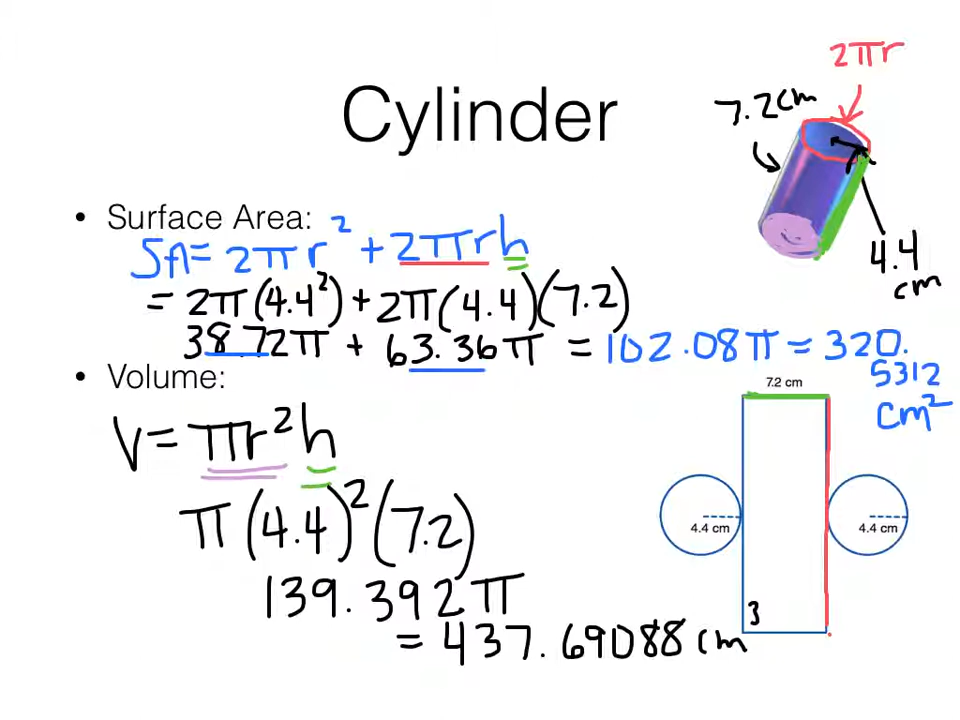 2πr
7.2cm
Cylinder
4.4
cm
• Surface Area:
SA = 2πr² + 2πrh
= 2π(4.4²) + 2π(4.4)(7.2)
38.72π + 63.36π = 102.08π = 320.
5312
cm²
• Volume:
V = πr²h
π(4.4)²(7.2)
139.392π
= 437.69088 cm³
7.2 cm
4.4 cm
4.4 cm